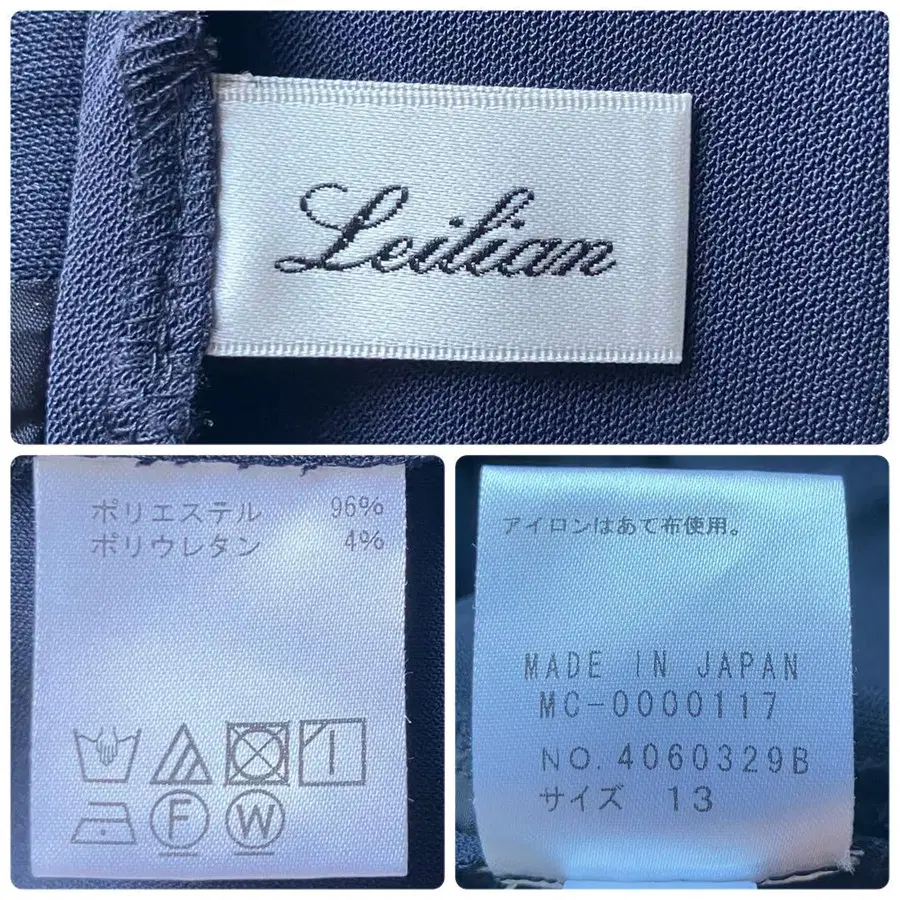 Leilian
ポリエステル 96%
ポリウレタン 4%
F W
アイロンはあて布使用。
MADE IN JAPAN
MC-0000117
NO.4060329B
サイズ 13